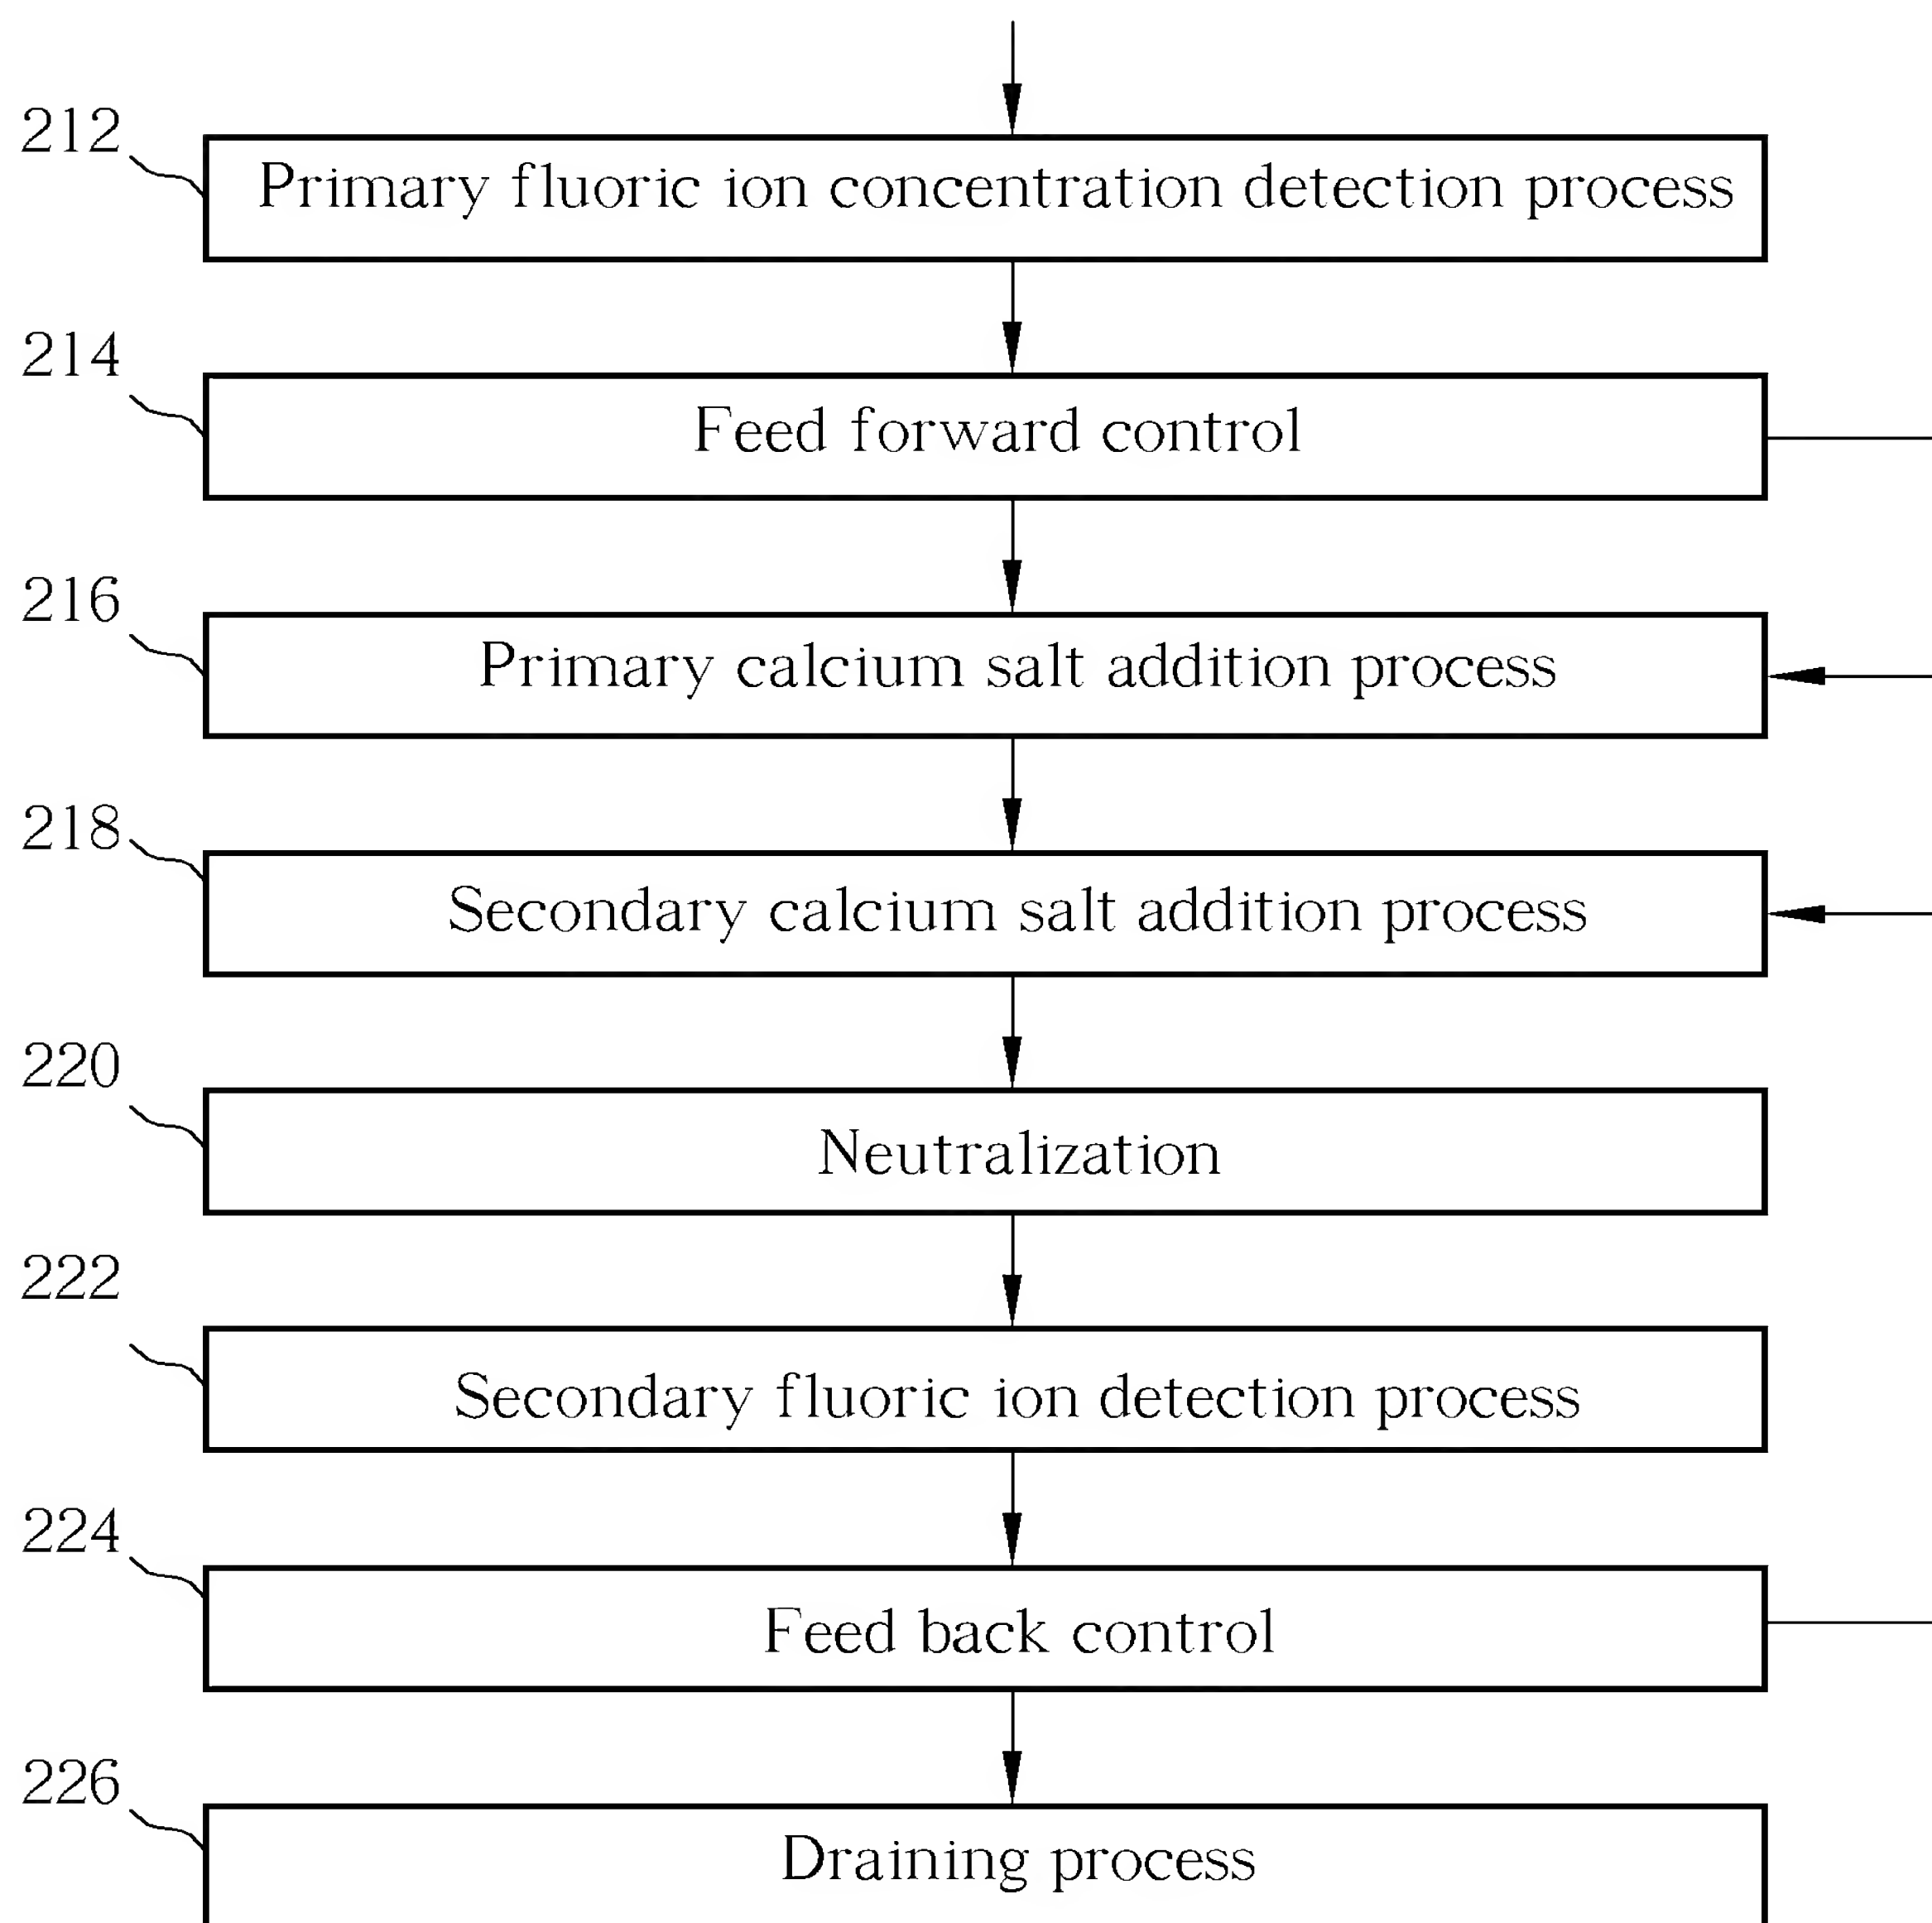 212
Primary fluoric ion concentration detection process
214
Feed forward control
216
Primary calcium salt addition process
218
Secondary calcium salt addition process
220
Neutralization
222
Secondary fluoric ion detection process
224
Feed back control
226
Draining process